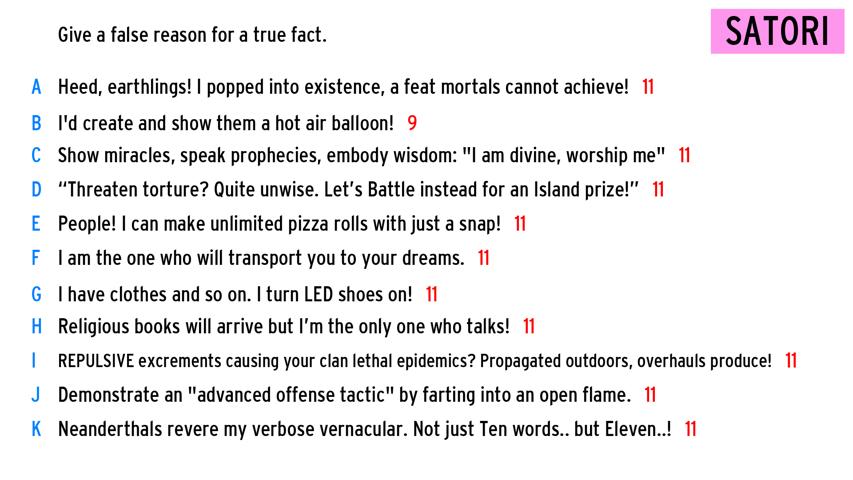 Give a false reason for a true fact.
SATORI
A Heed, earthlings! I popped into existence, a feat mortals cannot achieve! 11
B I'd create and show them a hot air balloon! 9
C Show miracles, speak prophecies, embody wisdom: "I am divine, worship me" 11
D “Threaten torture? Quite unwise. Let’s Battle instead for an Island prize!” 11
E People! I can make unlimited pizza rolls with just a snap! 11
F I am the one who will transport you to your dreams. 11
G I have clothes and so on. I turn LED shoes on! 11
H Religious books will arrive but I’m the only one who talks! 11
I REPULSIVE excrements causing your clan lethal epidemics? Propagated outdoors, overhauls produce! 11
J Demonstrate an "advanced offense tactic" by farting into an open flame. 11
K Neanderthals revere my verbose vernacular. Not just Ten words.. but Eleven..! 11